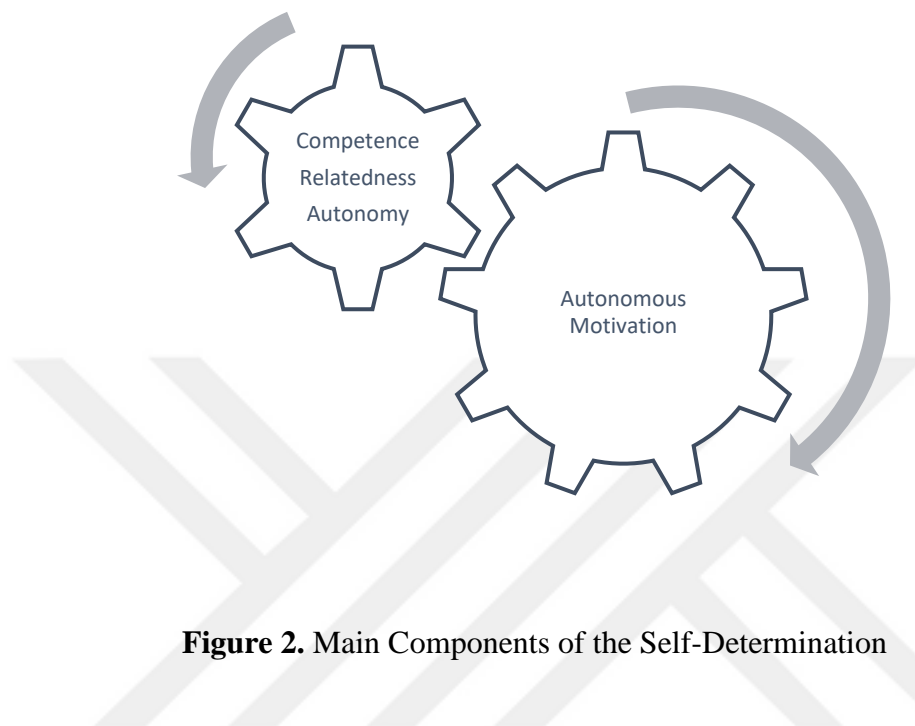 Competence
Relatedness
Autonomy
Autonomous
Motivation
Figure 2. Main Components of the Self-Determination